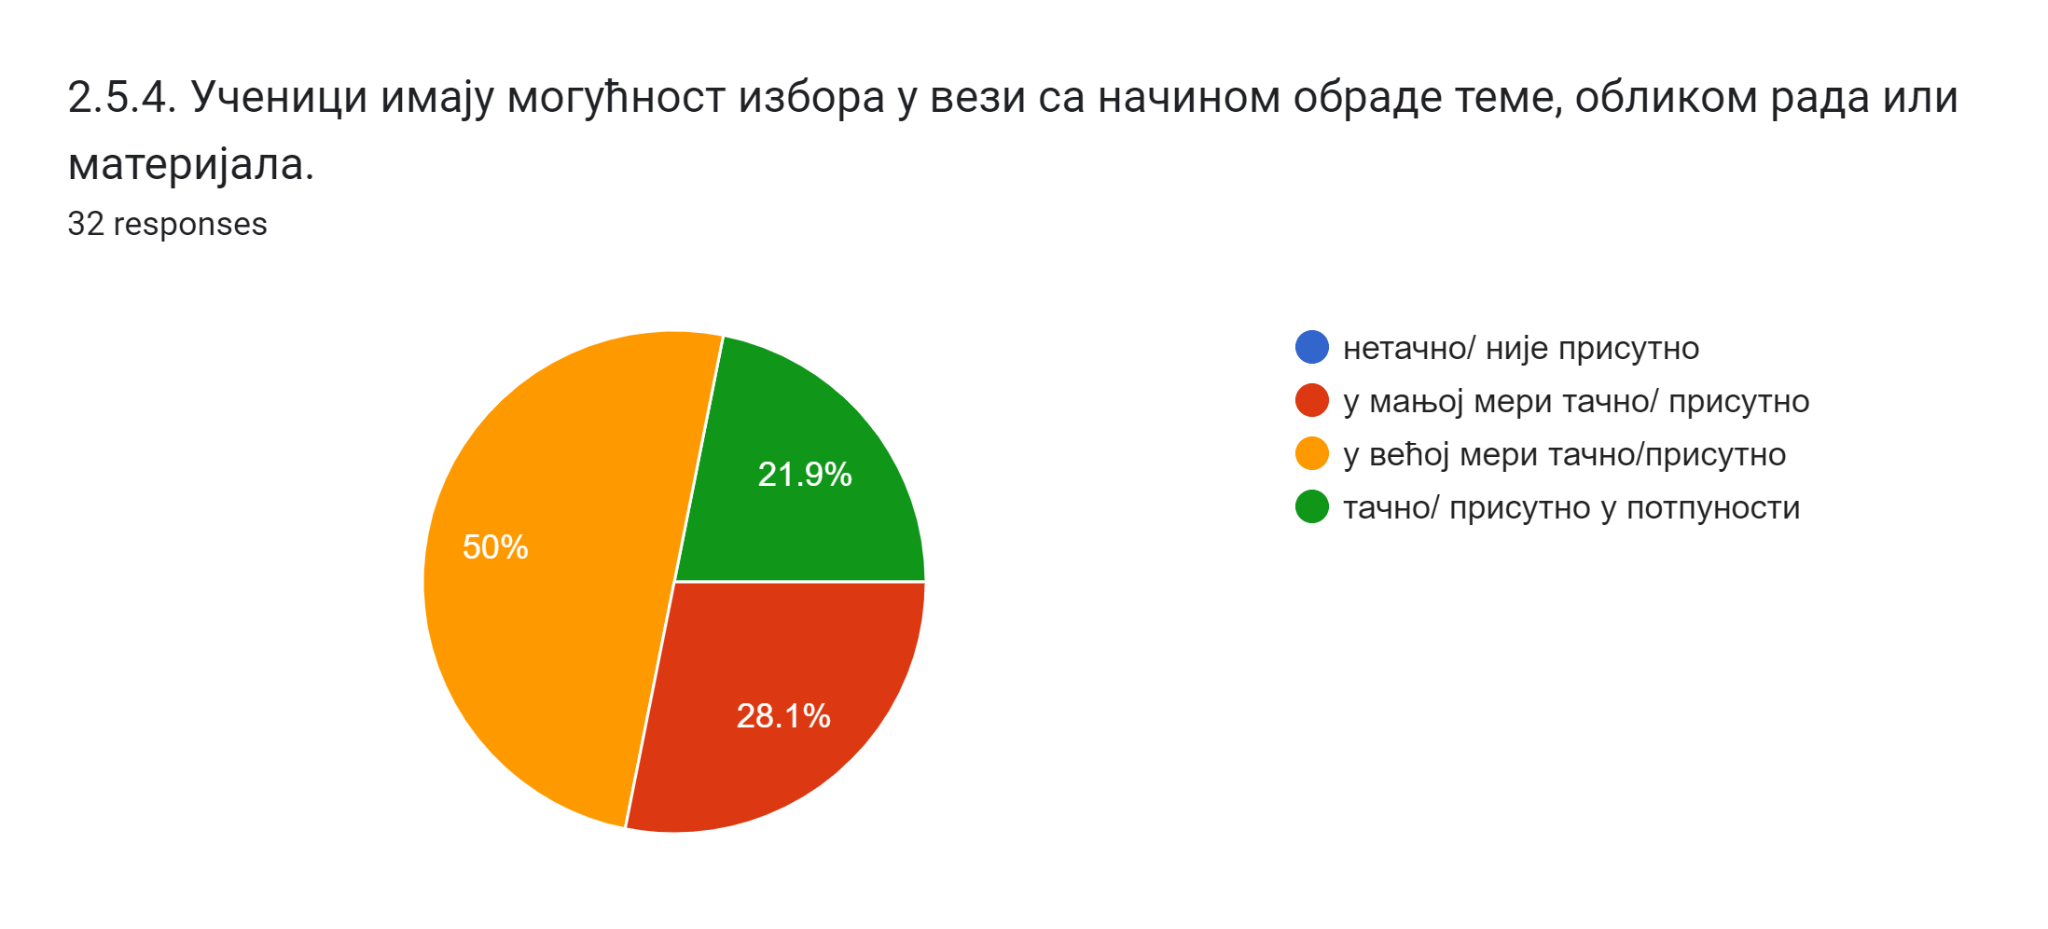 2.5.4. Ученици имају могућност избора у вези са начином обраде теме, обликом рада или
материјала.
32 responses
нетачно/ није присутно
у мањој мери тачно/ присутно
у већој мери тачно/присутно
тачно/ присутно у потпуности
21.9%
50%
28.1%